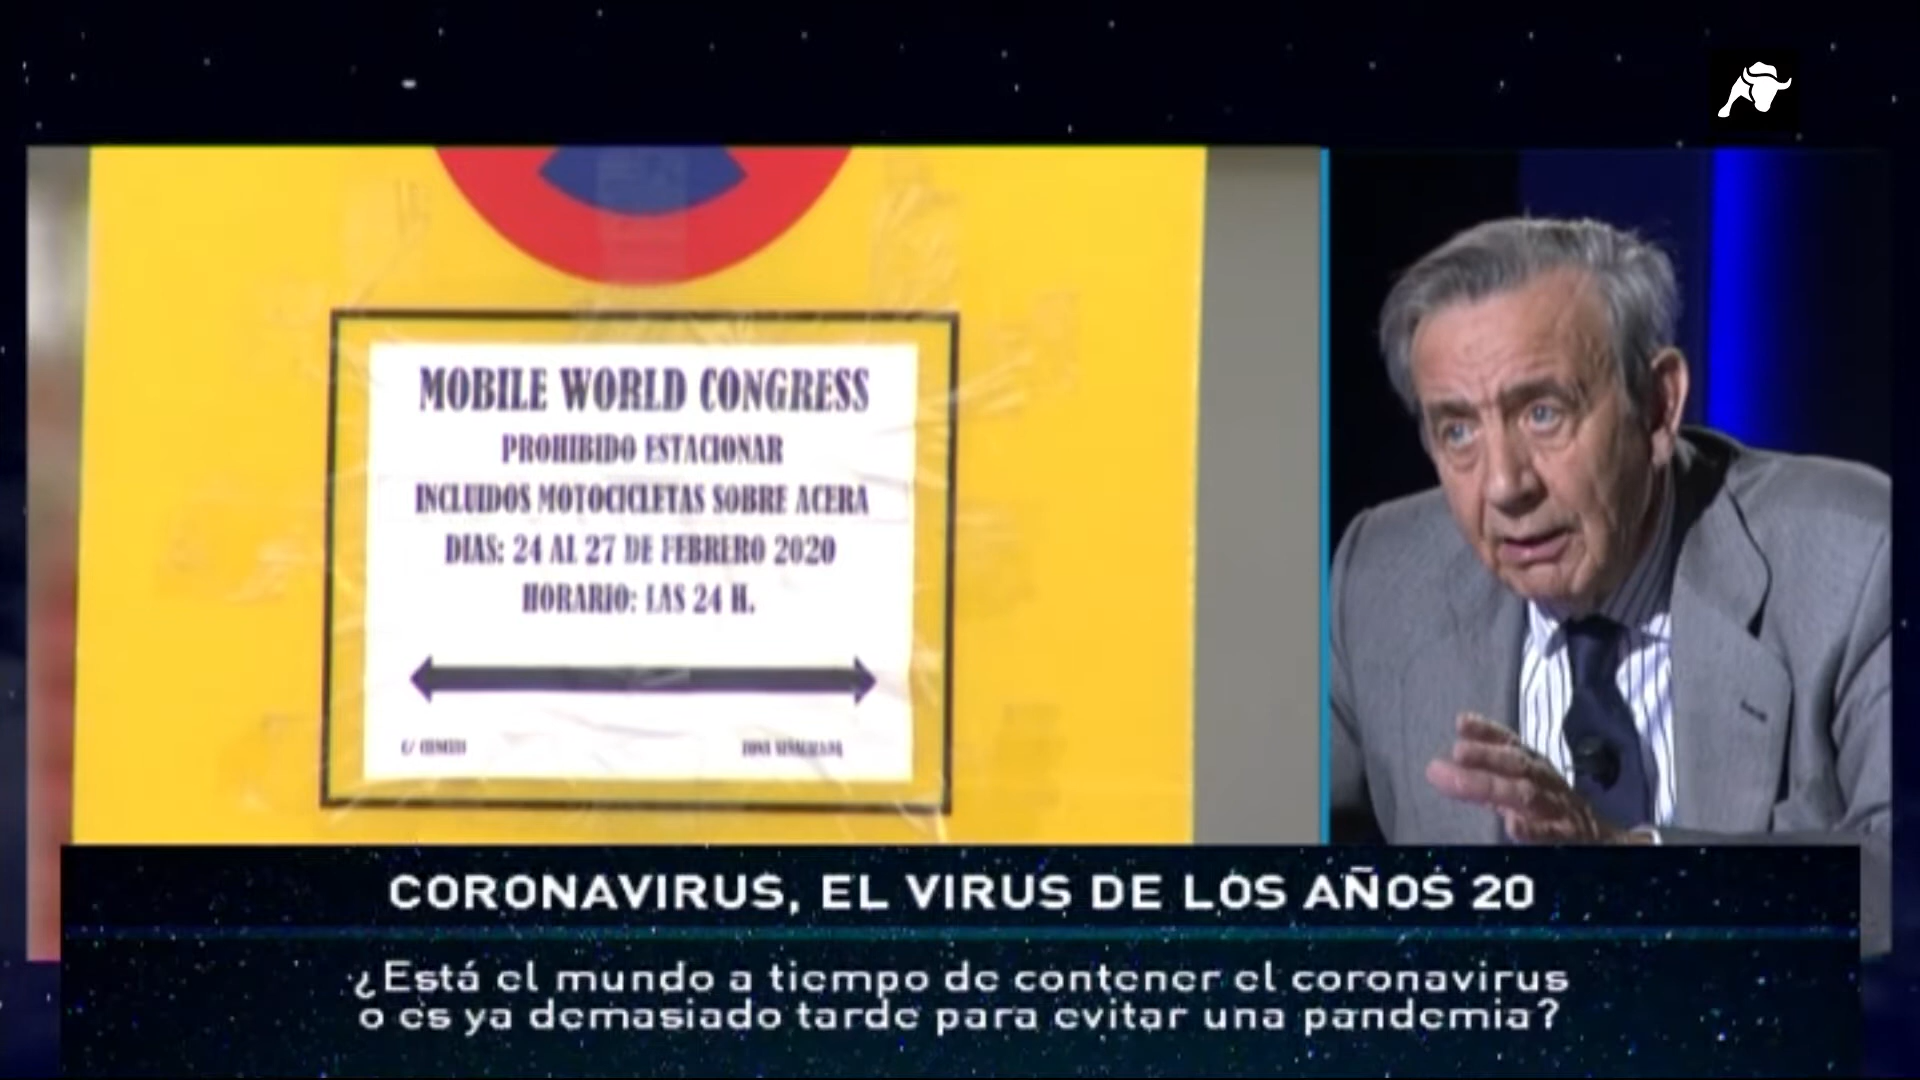 MOBILE WORLD CONGRESS
PROHIBIDO ESTACIONAR
INCLUIDOS MOTOCICLETAS SOBRE ACERA
DIAS: 24 AL 27 DE FEBRERO 2020
HORARIO: LAS 24 H.
C/
CORONAVIRUS, EL VIRUS DE LOS AÑOS 20
¿Está el mundo a tiempo de contener el coronavirus
o es ya demasiado tarde para evitar una pandemia?